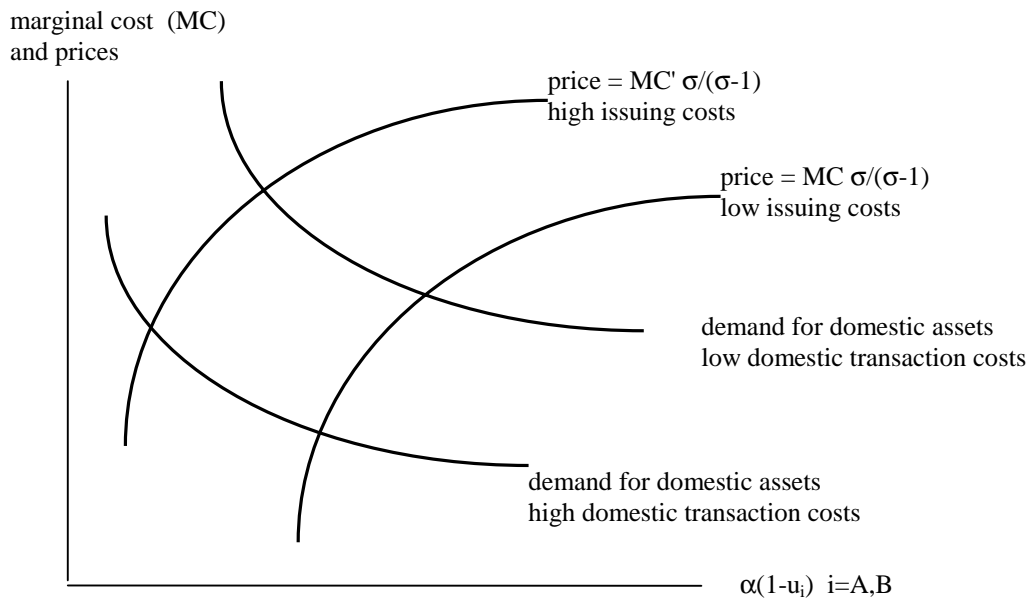 marginal cost (MC)
and prices
price = MC' σ/(σ-1)
high issuing costs
price = MC σ/(σ-1)
low issuing costs
demand for domestic assets
low domestic transaction costs
demand for domestic assets
high domestic transaction costs
α(1-uᵢ) i=A,B